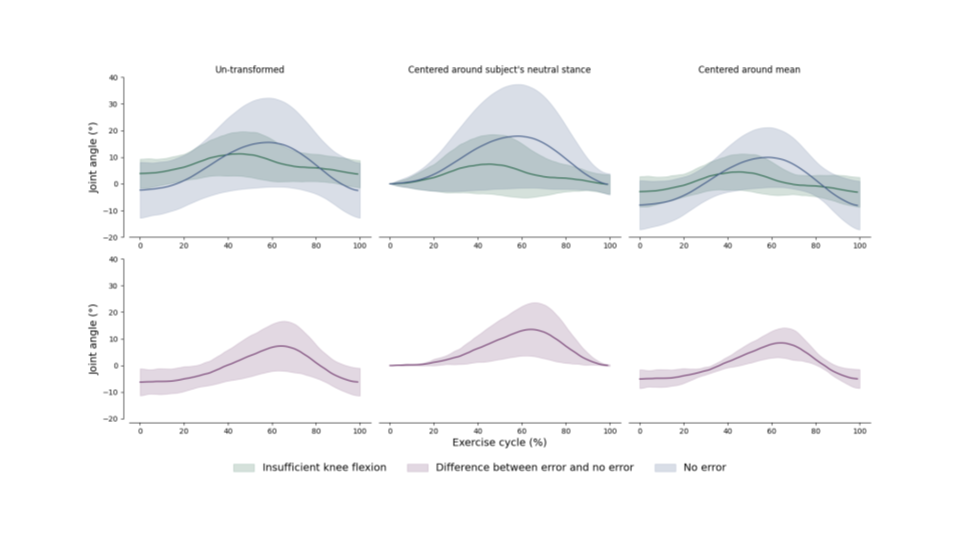 Un-transformed
Centered around subject's neutral stance
Centered around mean
Joint angle (°)
40
30
20
10
0
−10
−20
0 20 40 60 80 100
0 20 40 60 80 100
0 20 40 60 80 100
Joint angle (°)
40
30
20
10
0
−10
−20
0 20 40 60 80 100
0 20 40 60 80 100
0 20 40 60 80 100
Exercise cycle (%)
Insufficient knee flexion
Difference between error and no error
No error